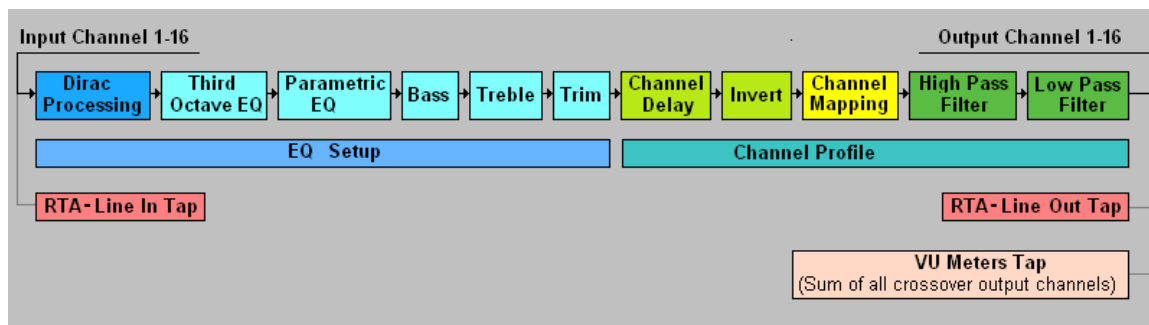 Input Channel 1-16
Output Channel 1-16
Dirac
Processing
Third
Octave EQ
Parametric
EQ
Bass
Treble
Trim
Channel
Delay
Invert
Channel
Mapping
High Pass
Filter
Low Pass
Filter
EQ Setup
Channel Profile
RTA-Line In Tap
RTA-Line Out Tap
VU Meters Tap
(Sum of all crossover output channels)